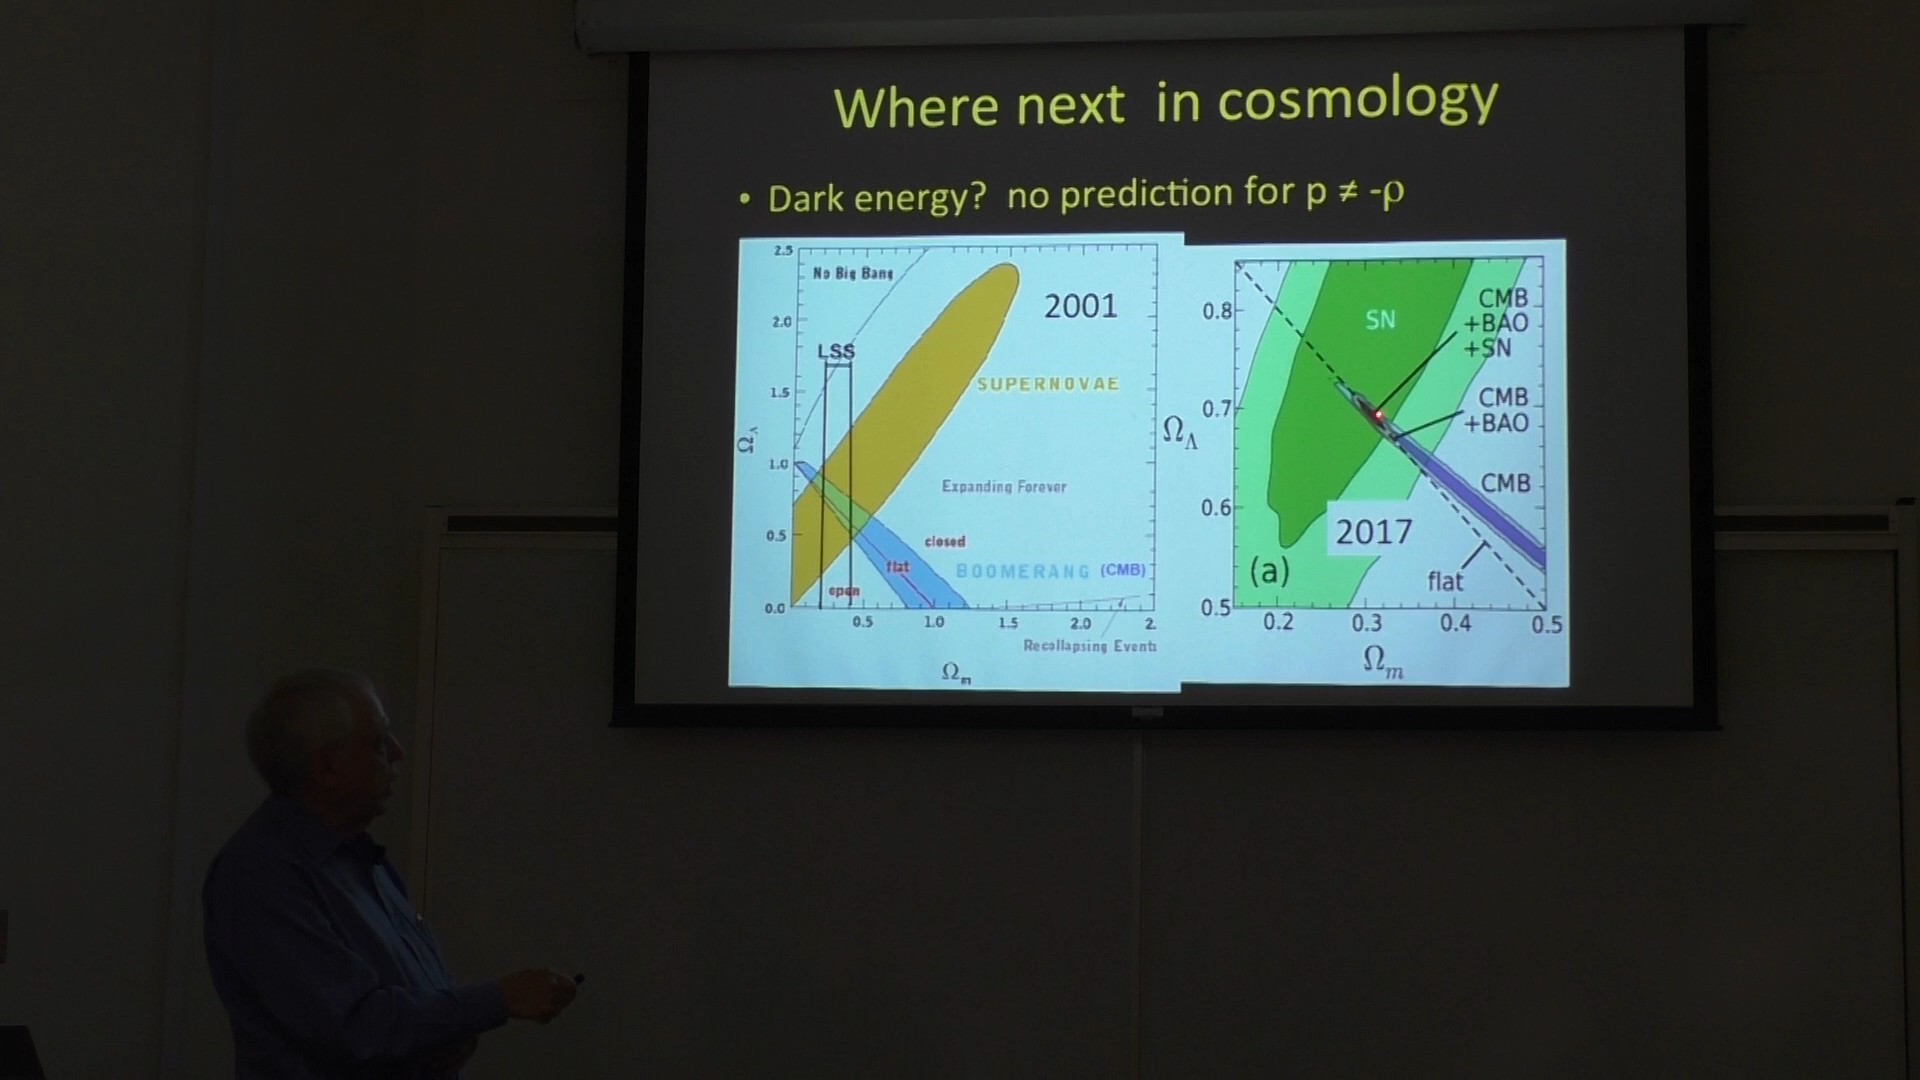 Where next in cosmology
• Dark energy? no prediction for p ≠ -ρ
2.5
No Big Bang
2001
2.0
LSS
1.5
SUPERNOVAE
Ω_Λ
1.0
Expanding Forever
0.5
closed
flat
BOOMERANG (CMB)
open
0.0
0.5 1.0 1.5 2.0 2.
Recollapsing Event
Ω_m
CMB
+BAO
+SN
0.8
SN
CMB
+BAO
0.7
Ω_Λ
CMB
0.6
2017
(a)
flat
0.5
0.2 0.3 0.4 0.5
Ω_m